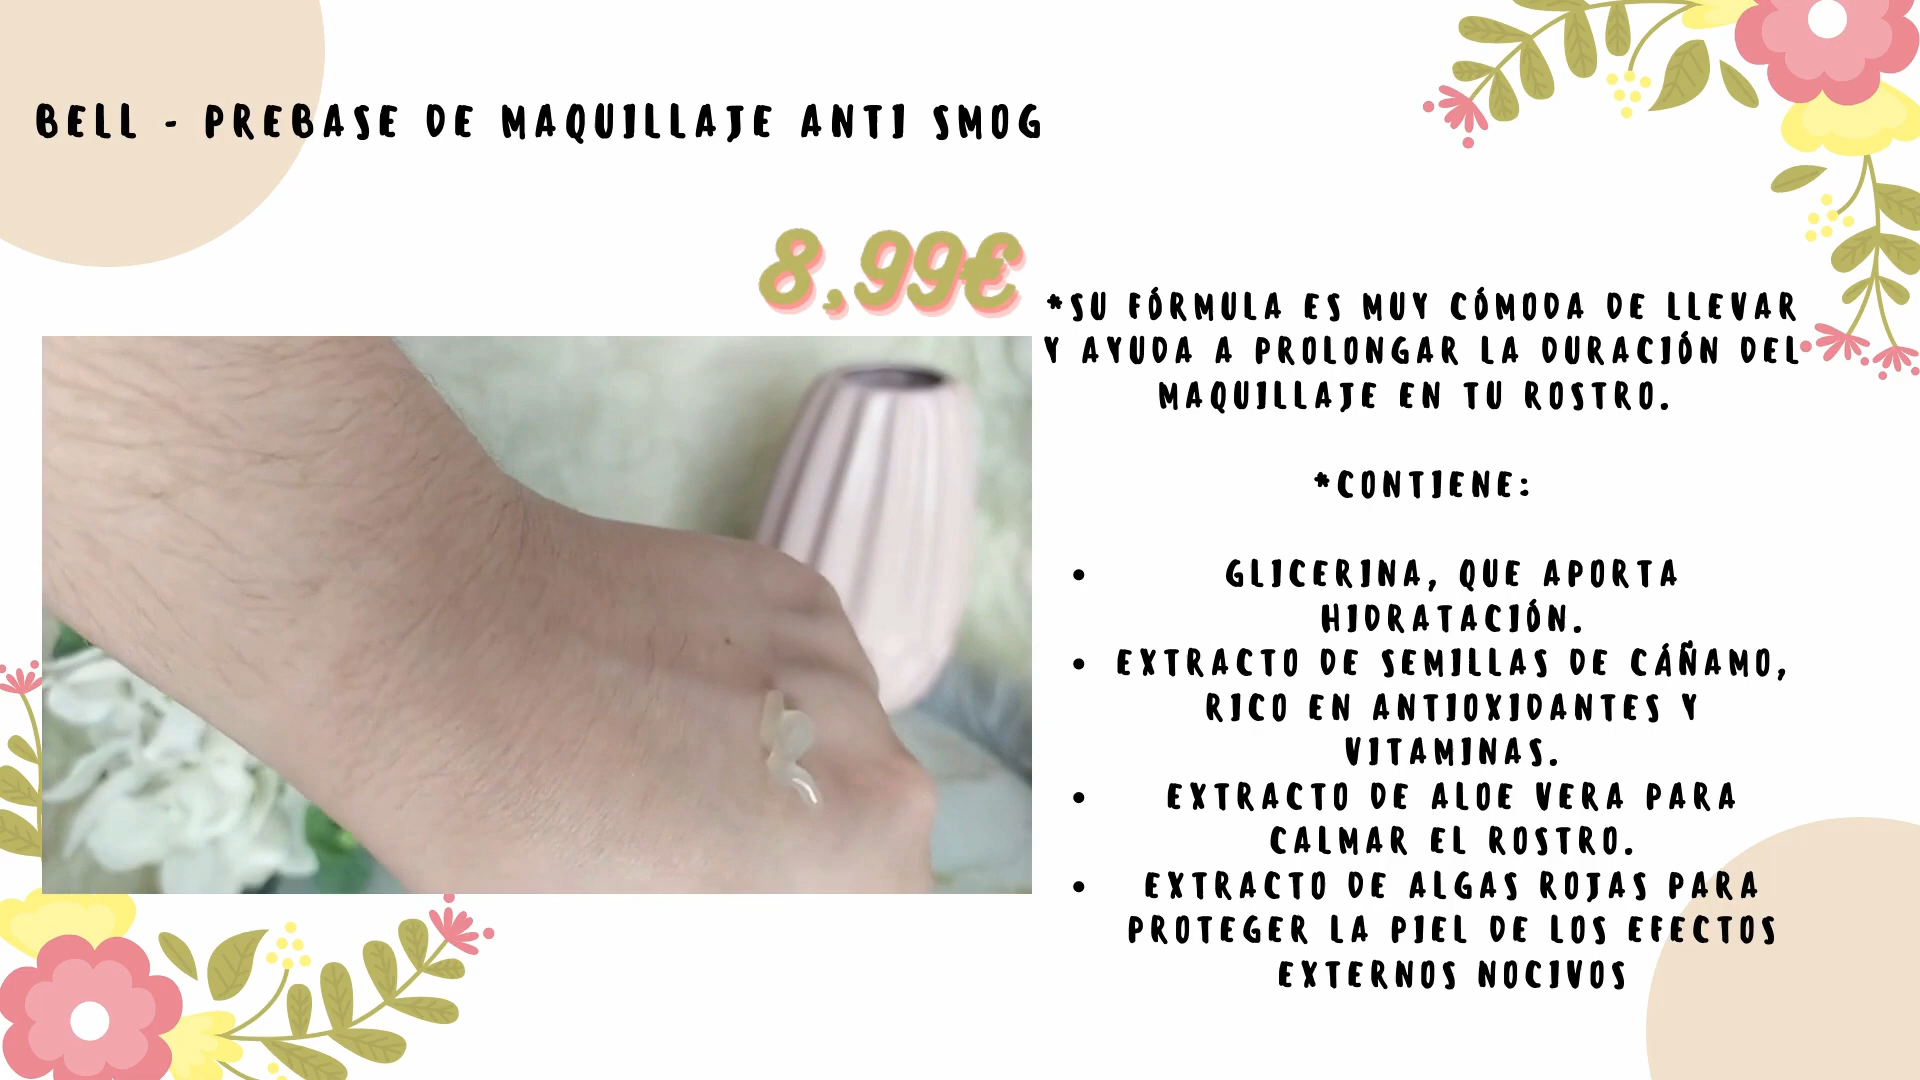 BELL - PREBASE DE MAQUILLAJE ANTI SMOG
8,99€
*SU FÓRMULA ES MUY CÓMODA DE LLEVAR
Y AYUDA A PROLONGAR LA DURACIÓN DEL
MAQUILLAJE EN TU ROSTRO.
*CONTIENE:
• GLICERINA, QUE APORTA
HIDRATACIÓN.
• EXTRACTO DE SEMILLAS DE CÁÑAMO,
RICO EN ANTIOXIDANTES Y
VITAMINAS.
• EXTRACTO DE ALOE VERA PARA
CALMAR EL ROSTRO.
• EXTRACTO DE ALGAS ROJAS PARA
PROTEGER LA PIEL DE LOS EFECTOS
EXTERNOS NOCIVOS